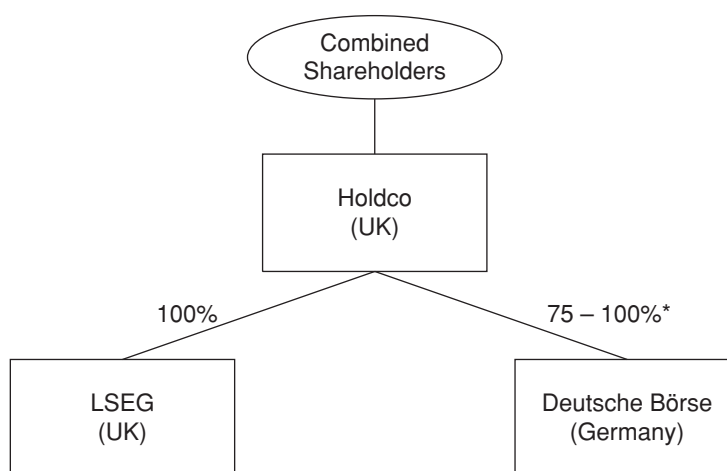 Combined
Shareholders
Holdco
(UK)
100%
75 – 100%*
LSEG
(UK)
Deutsche Börse
(Germany)